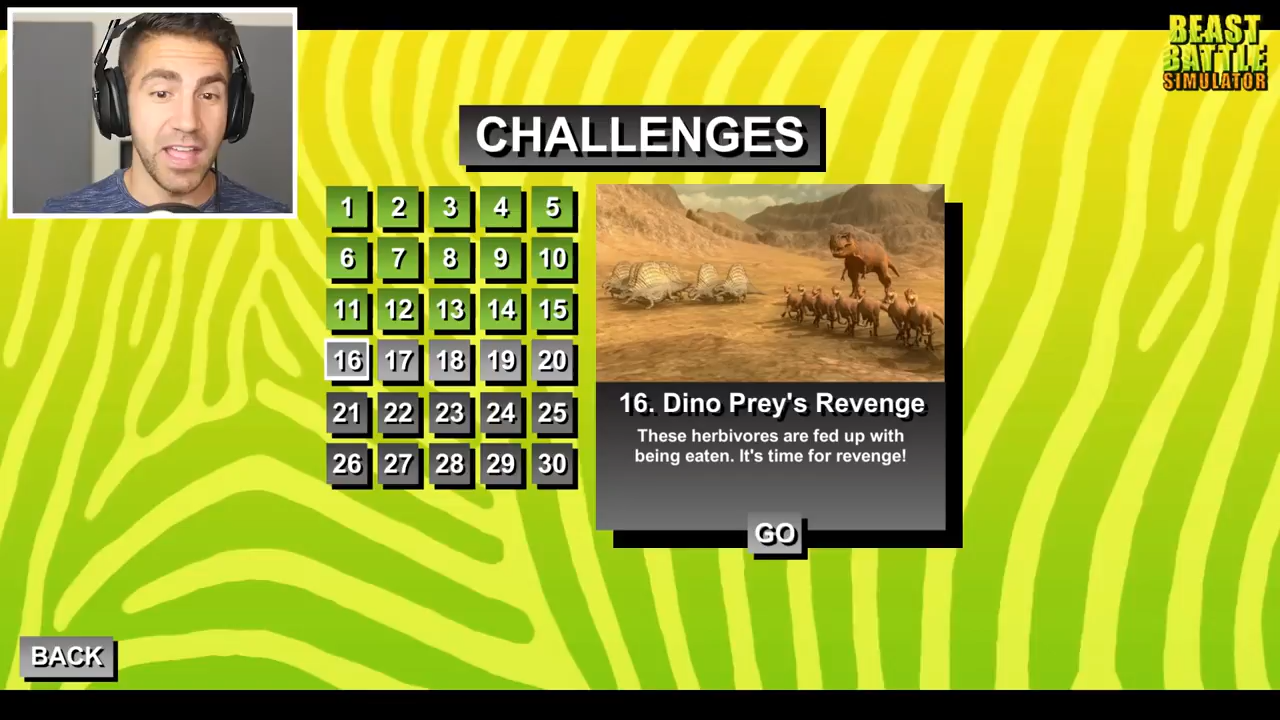 BEAST
BATTLE
SIMULATOR
CHALLENGES
1 2 3 4 5
6 7 8 9 10
11 12 13 14 15
16 17 18 19 20
21 22 23 24 25
26 27 28 29 30
16. Dino Prey's Revenge
These herbivores are fed up with
being eaten. It's time for revenge!
GO
BACK